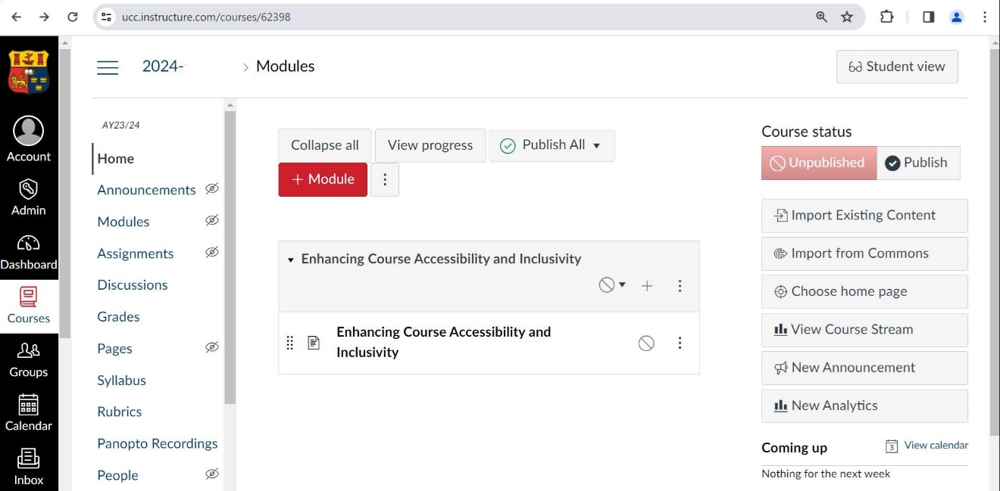 ucc.instructure.com/courses/62398
2024-
> Modules
Student view
Account
Admin
Dashboard
Courses
Groups
Calendar
Inbox
AY23/24
Home
Announcements
Modules
Assignments
Discussions
Grades
Pages
Syllabus
Rubrics
Panopto Recordings
People
Collapse all
View progress
Publish All
+ Module
Enhancing Course Accessibility and Inclusivity
Enhancing Course Accessibility and
Inclusivity
Course status
Unpublished
Publish
Import Existing Content
Import from Commons
Choose home page
View Course Stream
New Announcement
New Analytics
Coming up
3
View calendar
Nothing for the next week